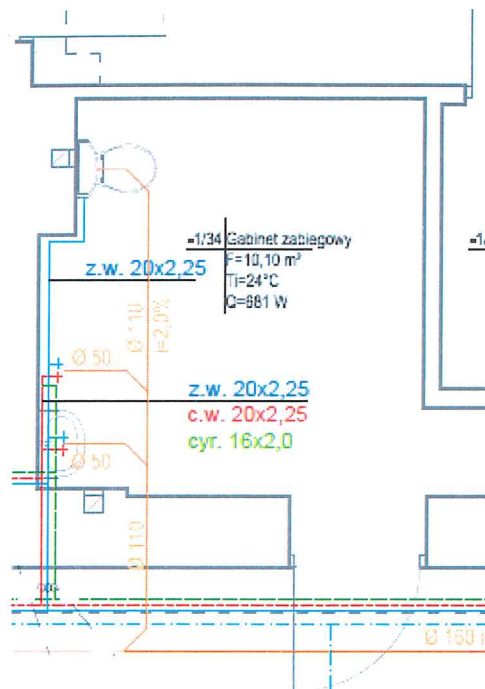 -1/34 Gabinet zabiegowy
F=10,10 m²
Ti=24°C
Q=681 W
z.w. 20x2,25
Ø 110
i=2,0%
Ø 50
z.w. 20x2,25
c.w. 20x2,25
cyr. 16x2,0
Ø 50
Ø 110
Ø 160 i